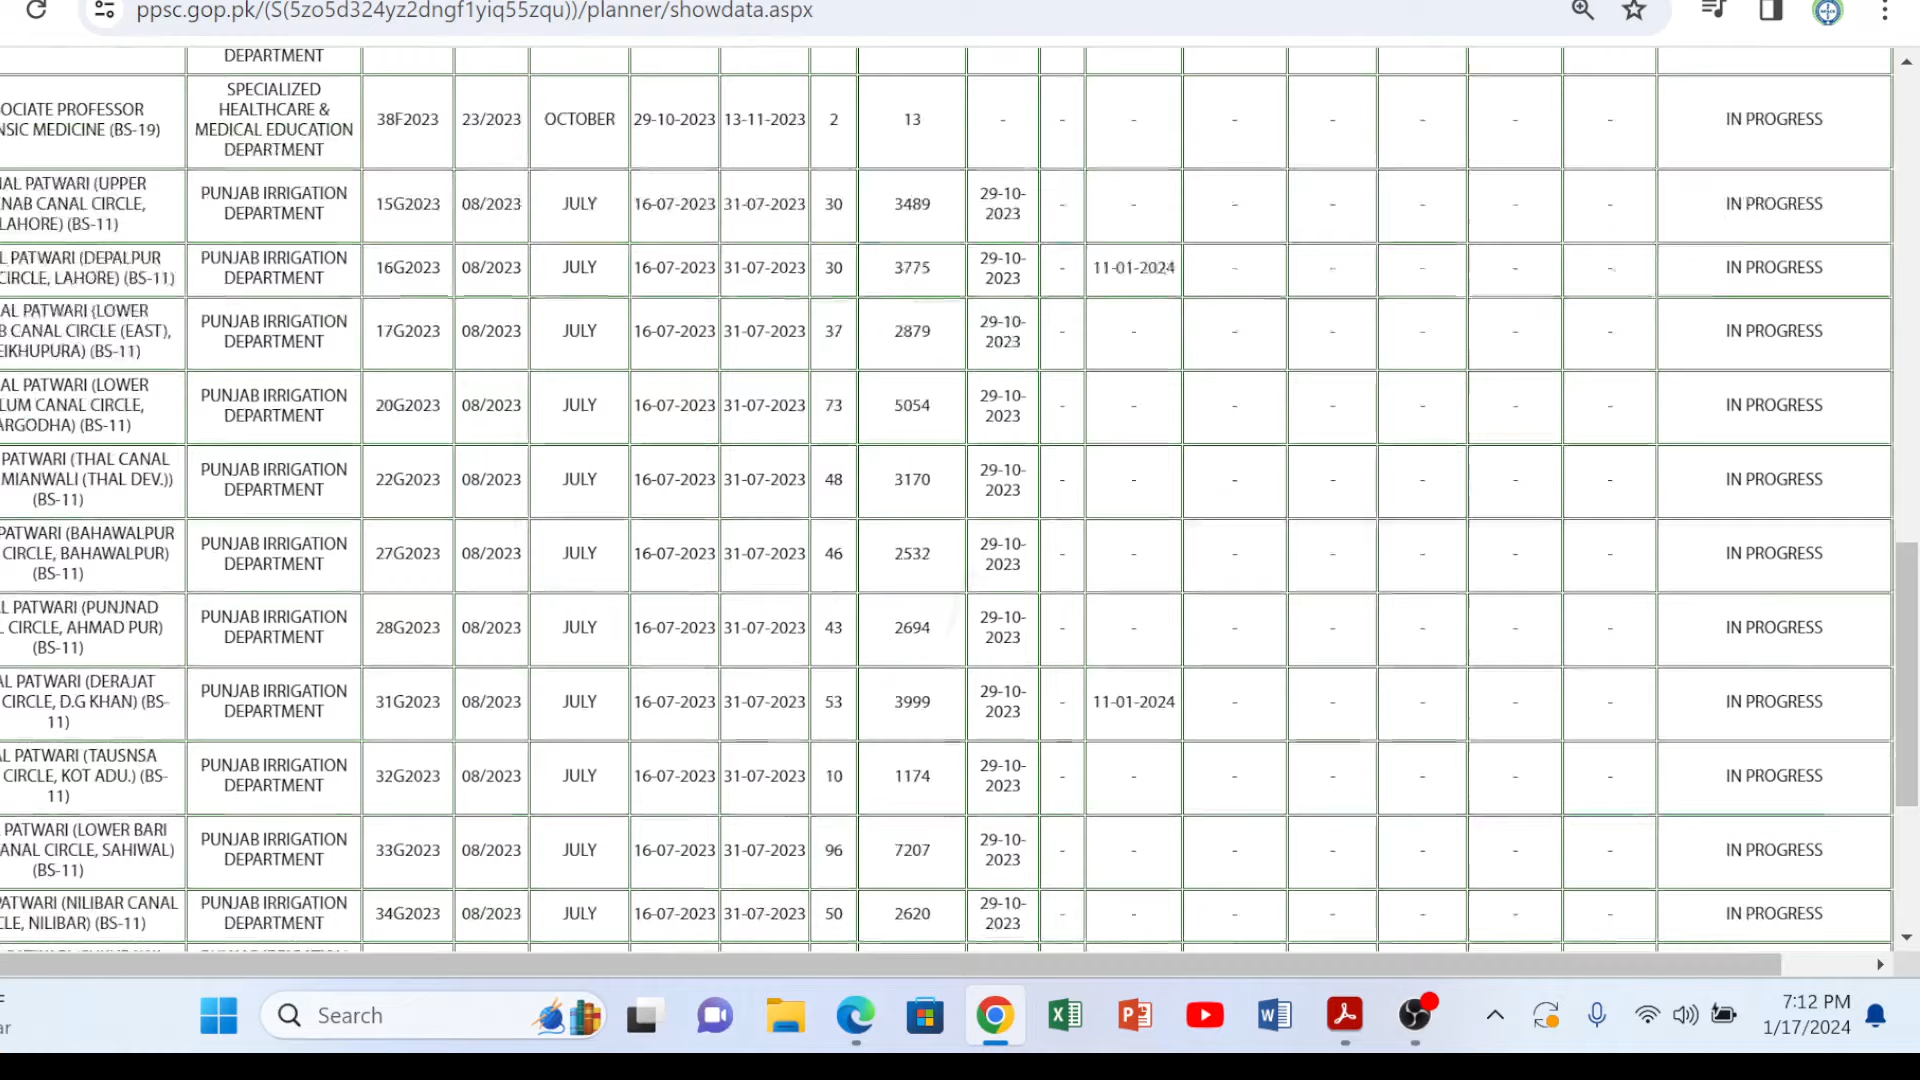 ppsc.gop.pk/(S(5zo5d324yz2dngf1yiq55zqu))/planner/showdata.aspx
DEPARTMENT
OCIATE PROFESSOR
NSIC MEDICINE (BS-19)
SPECIALIZED
HEALTHCARE &
MEDICAL EDUCATION
DEPARTMENT
38F2023 23/2023 OCTOBER 29-10-2023 13-11-2023 2 13 - - - - - - - - IN PROGRESS
NAL PATWARI (UPPER
NAB CANAL CIRCLE,
LAHORE) (BS-11)
PUNJAB IRRIGATION
DEPARTMENT
15G2023 08/2023 JULY 16-07-2023 31-07-2023 30 3489
29-10-
2023
- - - - - - - IN PROGRESS
L PATWARI (DEPALPUR
CIRCLE, LAHORE) (BS-11)
PUNJAB IRRIGATION
DEPARTMENT
16G2023 08/2023 JULY 16-07-2023 31-07-2023 30 3775
29-10-
2023
- 11-01-2024 - - - - - IN PROGRESS
AL PATWARI {LOWER
B CANAL CIRCLE (EAST),
EIKHUPURA) (BS-11)
PUNJAB IRRIGATION
DEPARTMENT
17G2023 08/2023 JULY 16-07-2023 31-07-2023 37 2879
29-10-
2023
- - - - - - - IN PROGRESS
AL PATWARI (LOWER
LUM CANAL CIRCLE,
ARGODHA) (BS-11)
PUNJAB IRRIGATION
DEPARTMENT
20G2023 08/2023 JULY 16-07-2023 31-07-2023 73 5054
29-10-
2023
- - - - - - - IN PROGRESS
PATWARI (THAL CANAL
MIANWALI (THAL DEV.))
(BS-11)
PUNJAB IRRIGATION
DEPARTMENT
22G2023 08/2023 JULY 16-07-2023 31-07-2023 48 3170
29-10-
2023
- - - - - - - IN PROGRESS
PATWARI (BAHAWALPUR
CIRCLE, BAHAWALPUR)
(BS-11)
PUNJAB IRRIGATION
DEPARTMENT
27G2023 08/2023 JULY 16-07-2023 31-07-2023 46 2532
29-10-
2023
- - - - - - - IN PROGRESS
L PATWARI (PUNJNAD
L CIRCLE, AHMAD PUR)
(BS-11)
PUNJAB IRRIGATION
DEPARTMENT
28G2023 08/2023 JULY 16-07-2023 31-07-2023 43 2694
29-10-
2023
- - - - - - - IN PROGRESS
AL PATWARI (DERAJAT
CIRCLE, D.G KHAN) (BS-
11)
PUNJAB IRRIGATION
DEPARTMENT
31G2023 08/2023 JULY 16-07-2023 31-07-2023 53 3999
29-10-
2023
- 11-01-2024 - - - - - IN PROGRESS
AL PATWARI (TAUSNSA
CIRCLE, KOT ADU.) (BS-
11)
PUNJAB IRRIGATION
DEPARTMENT
32G2023 08/2023 JULY 16-07-2023 31-07-2023 10 1174
29-10-
2023
- - - - - - - IN PROGRESS
PATWARI (LOWER BARI
ANAL CIRCLE, SAHIWAL)
(BS-11)
PUNJAB IRRIGATION
DEPARTMENT
33G2023 08/2023 JULY 16-07-2023 31-07-2023 96 7207
29-10-
2023
- - - - - - - IN PROGRESS
PATWARI (NILIBAR CANAL
CLE, NILIBAR) (BS-11)
PUNJAB IRRIGATION
DEPARTMENT
34G2023 08/2023 JULY 16-07-2023 31-07-2023 50 2620
29-10-
2023
- - - - - - - IN PROGRESS
Search
7:12 PM
1/17/2024